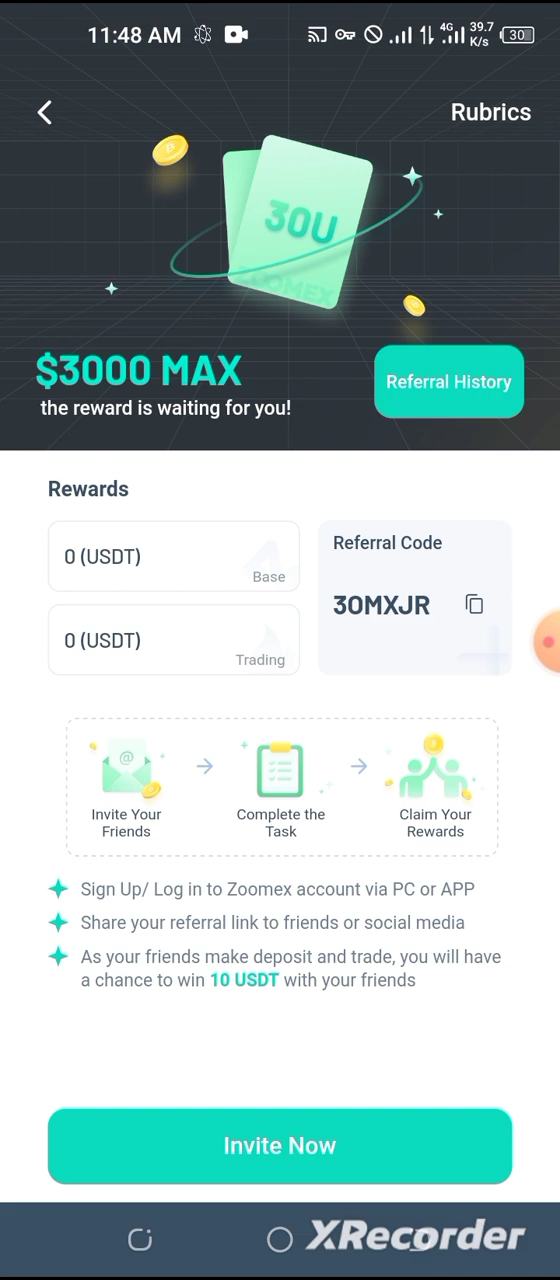 11:48 AM
4G
39.7
K/s
30
Rubrics
30U
ZOOMEX
$3000 MAX
the reward is waiting for you!
Referral History
Rewards
0 (USDT)
Base
0 (USDT)
Trading
Referral Code
30MXJR
@
Invite Your
Friends
Complete the
Task
Claim Your
Rewards
Sign Up/ Log in to Zoomex account via PC or APP
Share your referral link to friends or social media
As your friends make deposit and trade, you will have
a chance to win 10 USDT with your friends
Invite Now
XRecorder